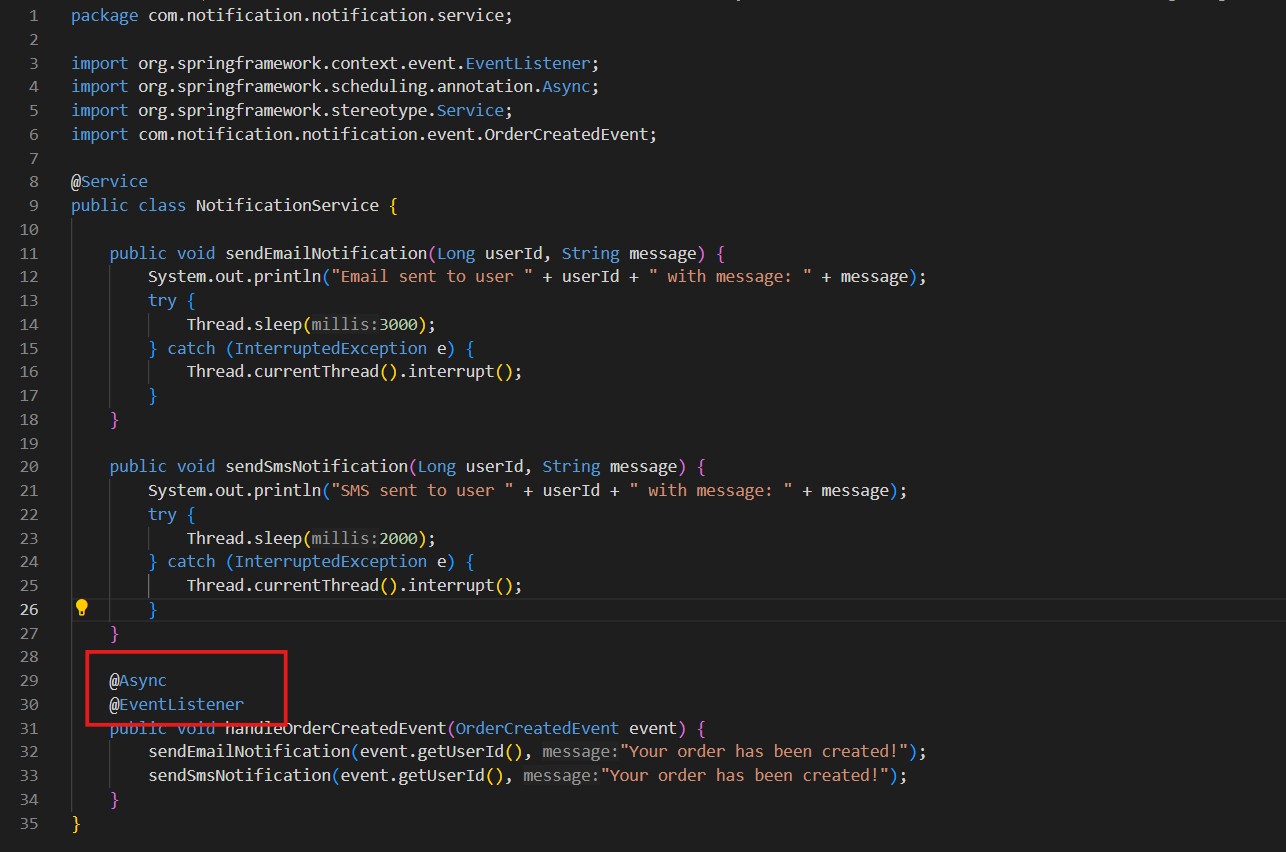 1 package com.notification.notification.service;
2
3 import org.springframework.context.event.EventListener;
4 import org.springframework.scheduling.annotation.Async;
5 import org.springframework.stereotype.Service;
6 import com.notification.notification.event.OrderCreatedEvent;
7
8 @Service
9 public class NotificationService {
10
11 public void sendEmailNotification(Long userId, String message) {
12 System.out.println("Email sent to user " + userId + " with message: " + message);
13 try {
14 Thread.sleep(millis:3000);
15 } catch (InterruptedException e) {
16 Thread.currentThread().interrupt();
17 }
18 }
19
20 public void sendSmsNotification(Long userId, String message) {
21 System.out.println("SMS sent to user " + userId + " with message: " + message);
22 try {
23 Thread.sleep(millis:2000);
24 } catch (InterruptedException e) {
25 Thread.currentThread().interrupt();
26 }
27 }
28
29 @Async
30 @EventListener
31 public void handleOrderCreatedEvent(OrderCreatedEvent event) {
32 sendEmailNotification(event.getUserId(), message:"Your order has been created!");
33 sendSmsNotification(event.getUserId(), message:"Your order has been created!");
34 }
35 }